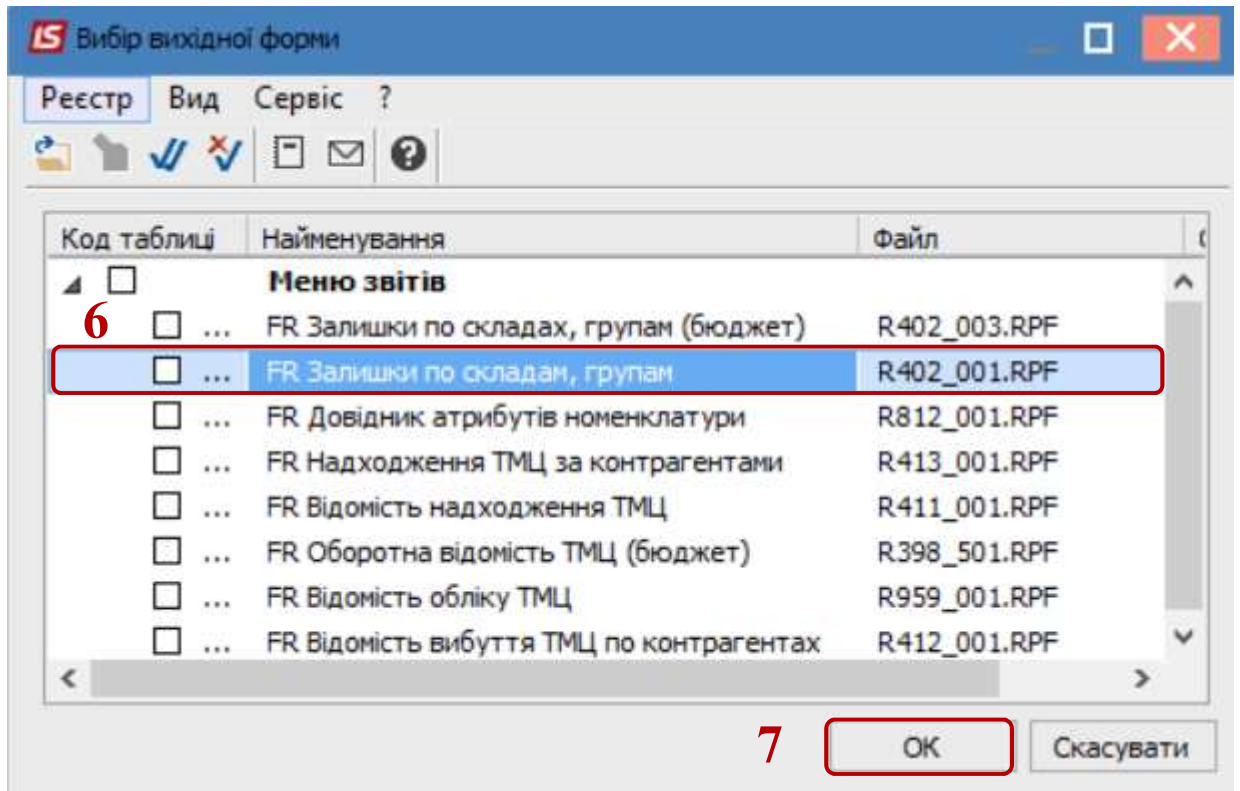 IS Вибір вихідної форми
Реєстр Вид Сервіс ?
Код таблиці Найменування Файл
Меню звітів
6 ... FR Залишки по складах, групам (бюджет) R402_003.RPF
... FR Залишки по складам, групам R402_001.RPF
... FR Довідник атрибутів номенклатури R812_001.RPF
... FR Надходження ТМЦ за контрагентами R413_001.RPF
... FR Відомість надходження ТМЦ R411_001.RPF
... FR Оборотна відомість ТМЦ (бюджет) R398_501.RPF
... FR Відомість обліку ТМЦ R959_001.RPF
... FR Відомість вибуття ТМЦ по контрагентах R412_001.RPF
7 OK Скасувати